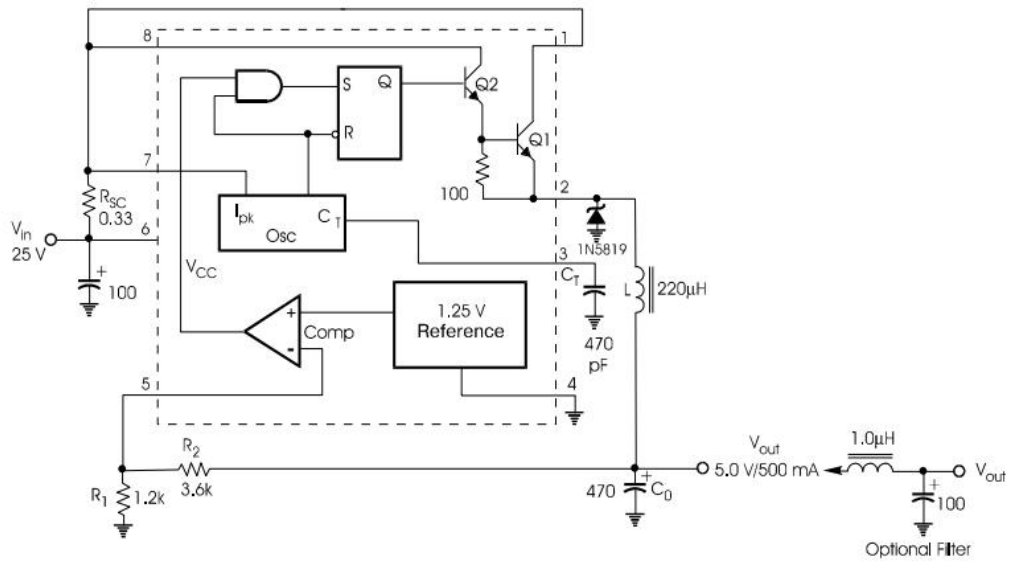 8
1
S
Q
Q2
R
Q1
7
100
2
RSC
0.33
Ipk
CT
Osc
1N5819
Vin
25 V
6
3
CT
VCC
L
220µH
+
100
1.25 V
Reference
+
-
Comp
470
pF
5
4
R2
3.6k
R1
1.2k
470
+
C0
Vout
5.0 V/500 mA
1.0µH
Vout
+
100
Optional Filter